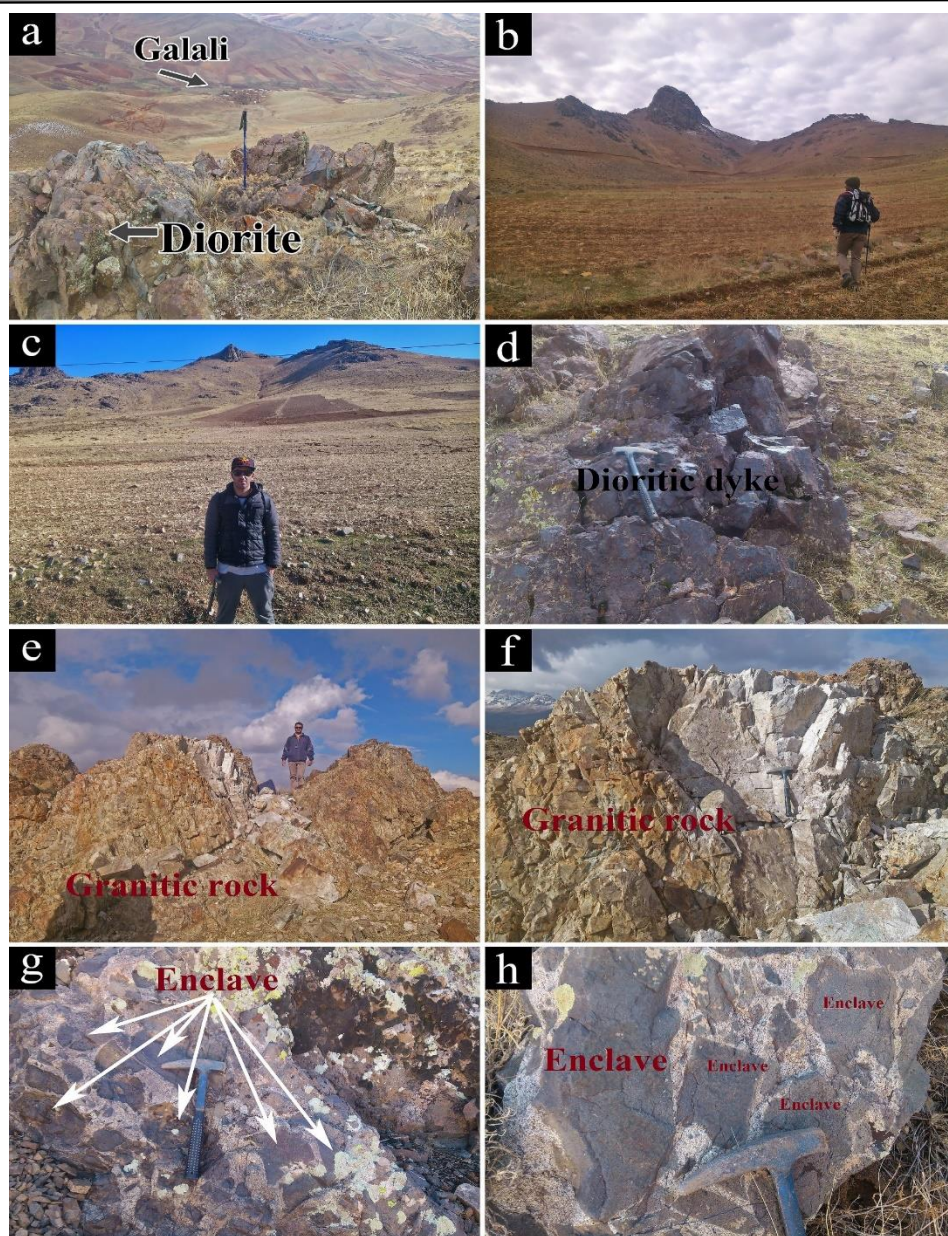 a
Galali
Diorite
b
c
d
Dioritic dyke
e
Granitic rock
f
Granitic rock
g
Enclave
h
Enclave
Enclave
Enclave
Enclave